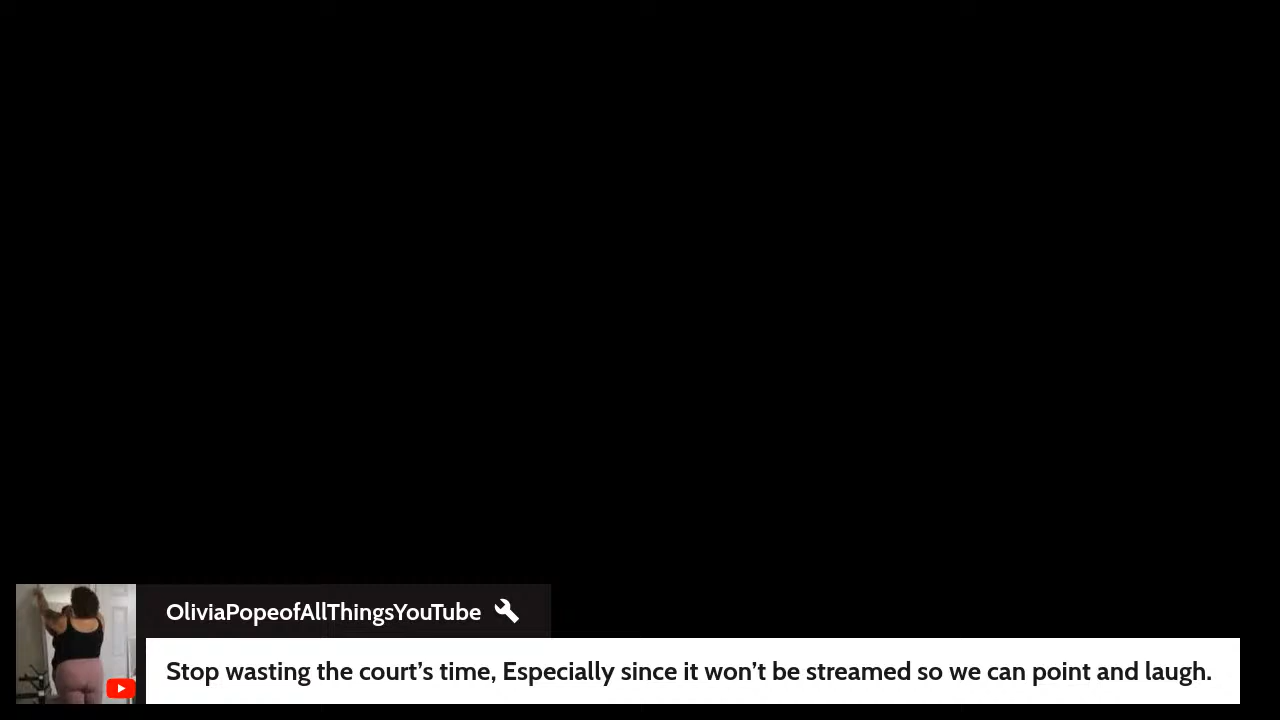 OliviaPopeofAllThingsYouTube
Stop wasting the court’s time, Especially since it won’t be streamed so we can point and laugh.